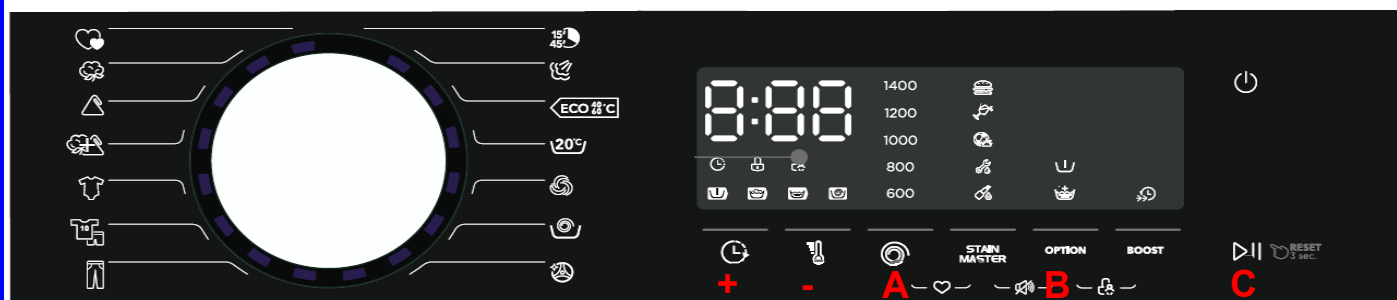 15'
45'
ECO 40 60 °C
20°C
10
8:88
1400
1200
1000
800
600
STAIN
MASTER
OPTION
BOOST
RESET
3 sec.
+
-
A
B
C